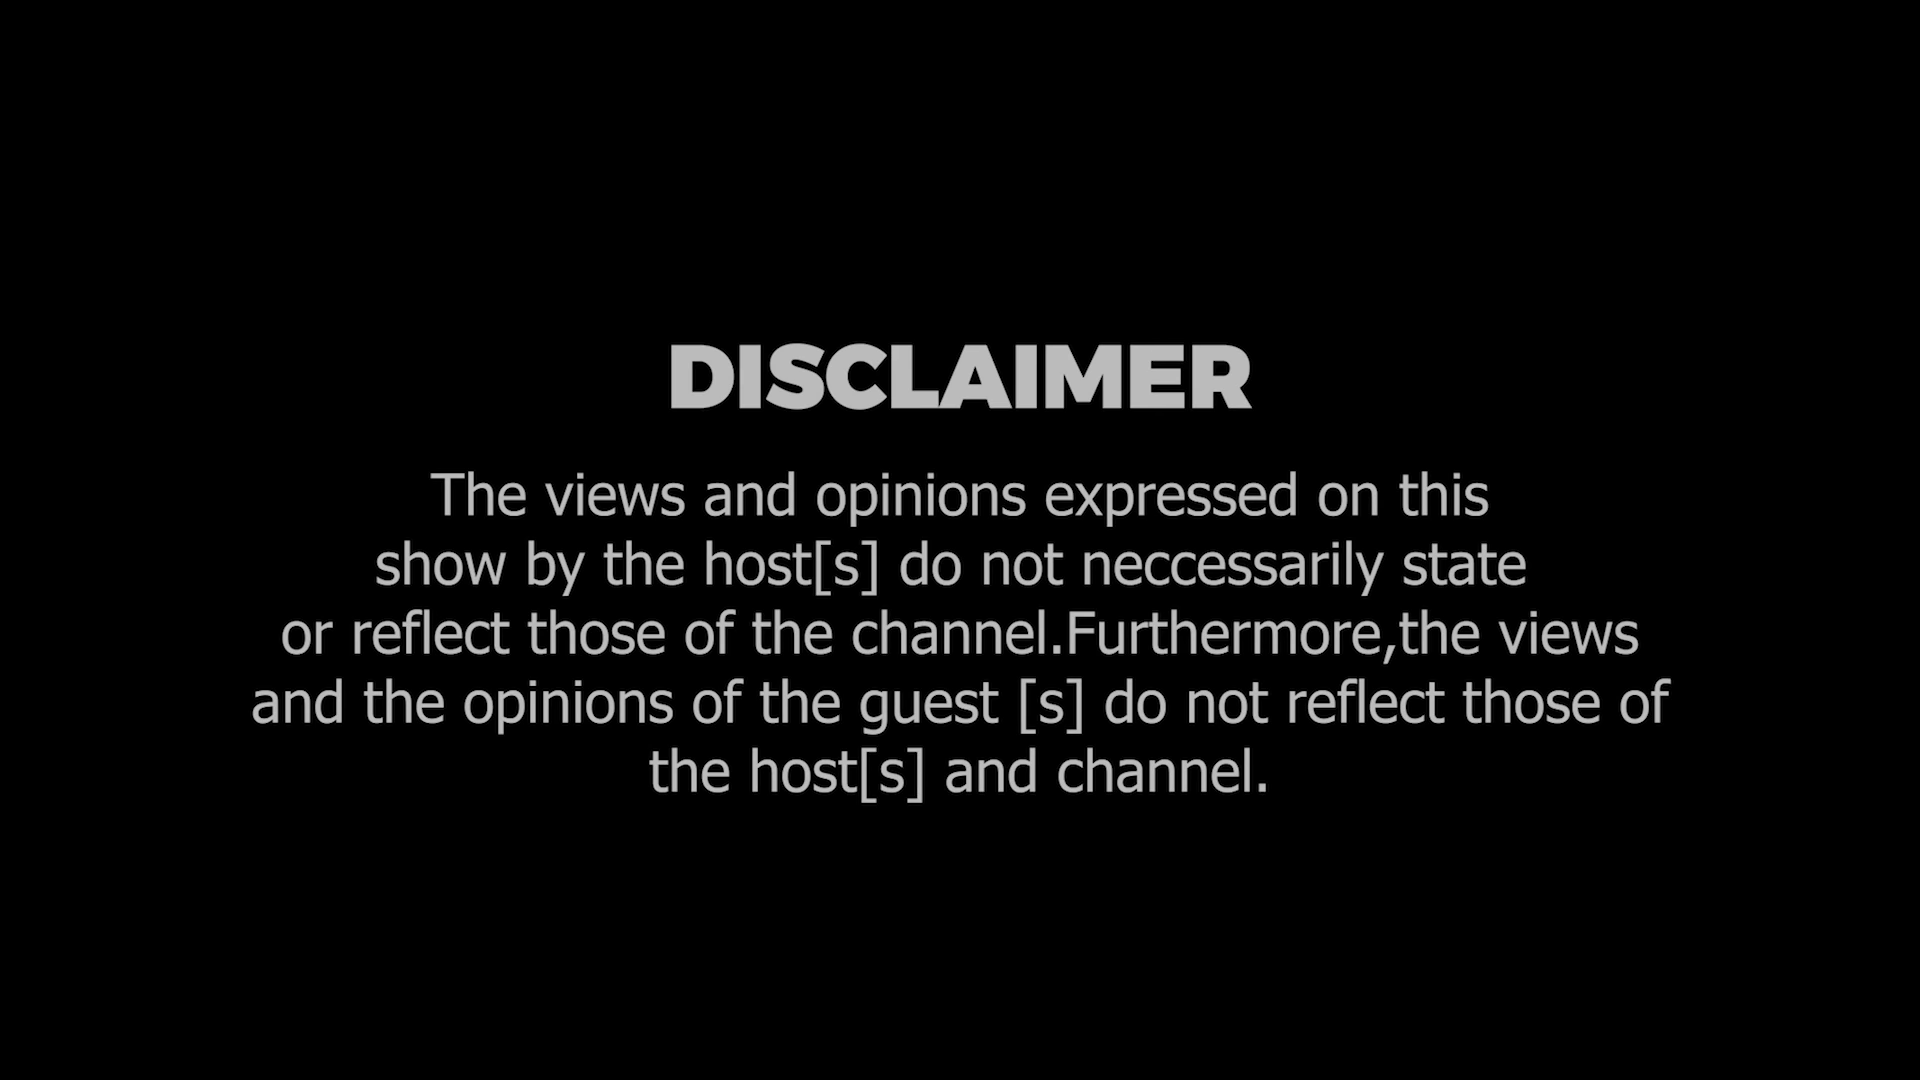 DISCLAIMER
The views and opinions expressed on this
show by the host[s] do not neccessarily state
or reflect those of the channel.Furthermore,the views
and the opinions of the guest [s] do not reflect those of
the host[s] and channel.